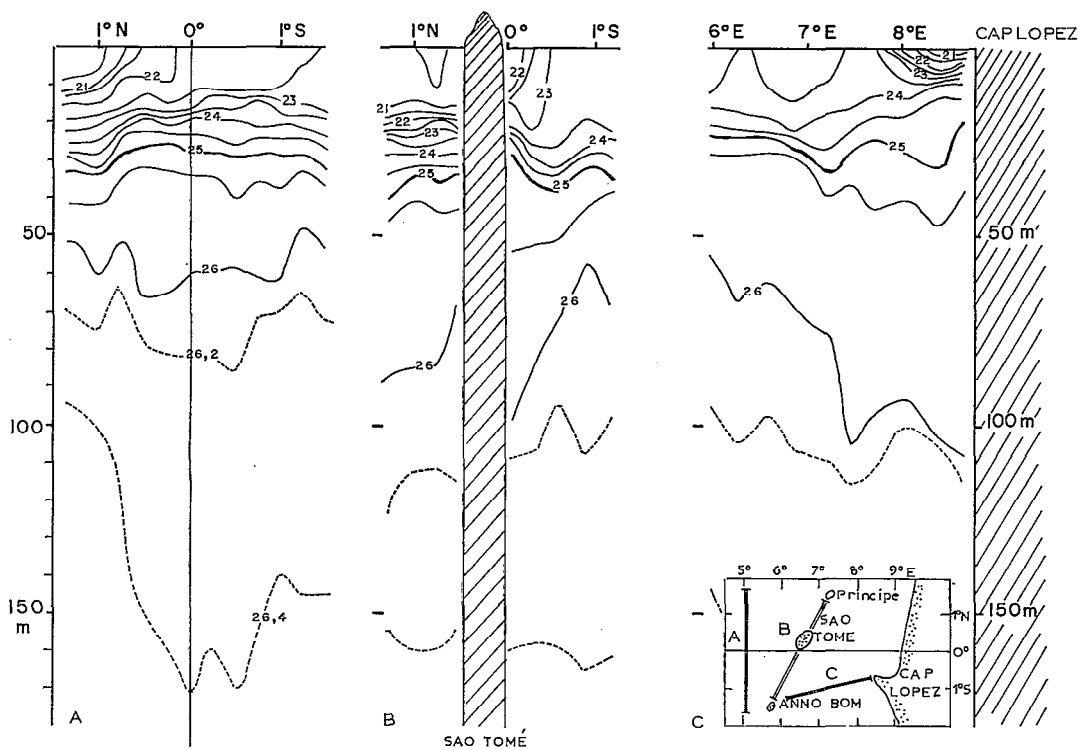 1° N 0° 1° S
1° N 0° 1° S
6° E 7° E 8° E CAP LOPEZ
21
22
23
24
25
50
26
26,2
100
150
m
26,4
A
21
22
23
24
25
26
22
23
24
25
26
B
SAO TOMÉ
21
22
23
24
25
50 m
26
100 m
150 m
C
5° 6° 7° 8° 9° E
Principe
1° N
SAO
TOME
A
B
0°
C
CAP
LOPEZ
1° S
ANNO BOM